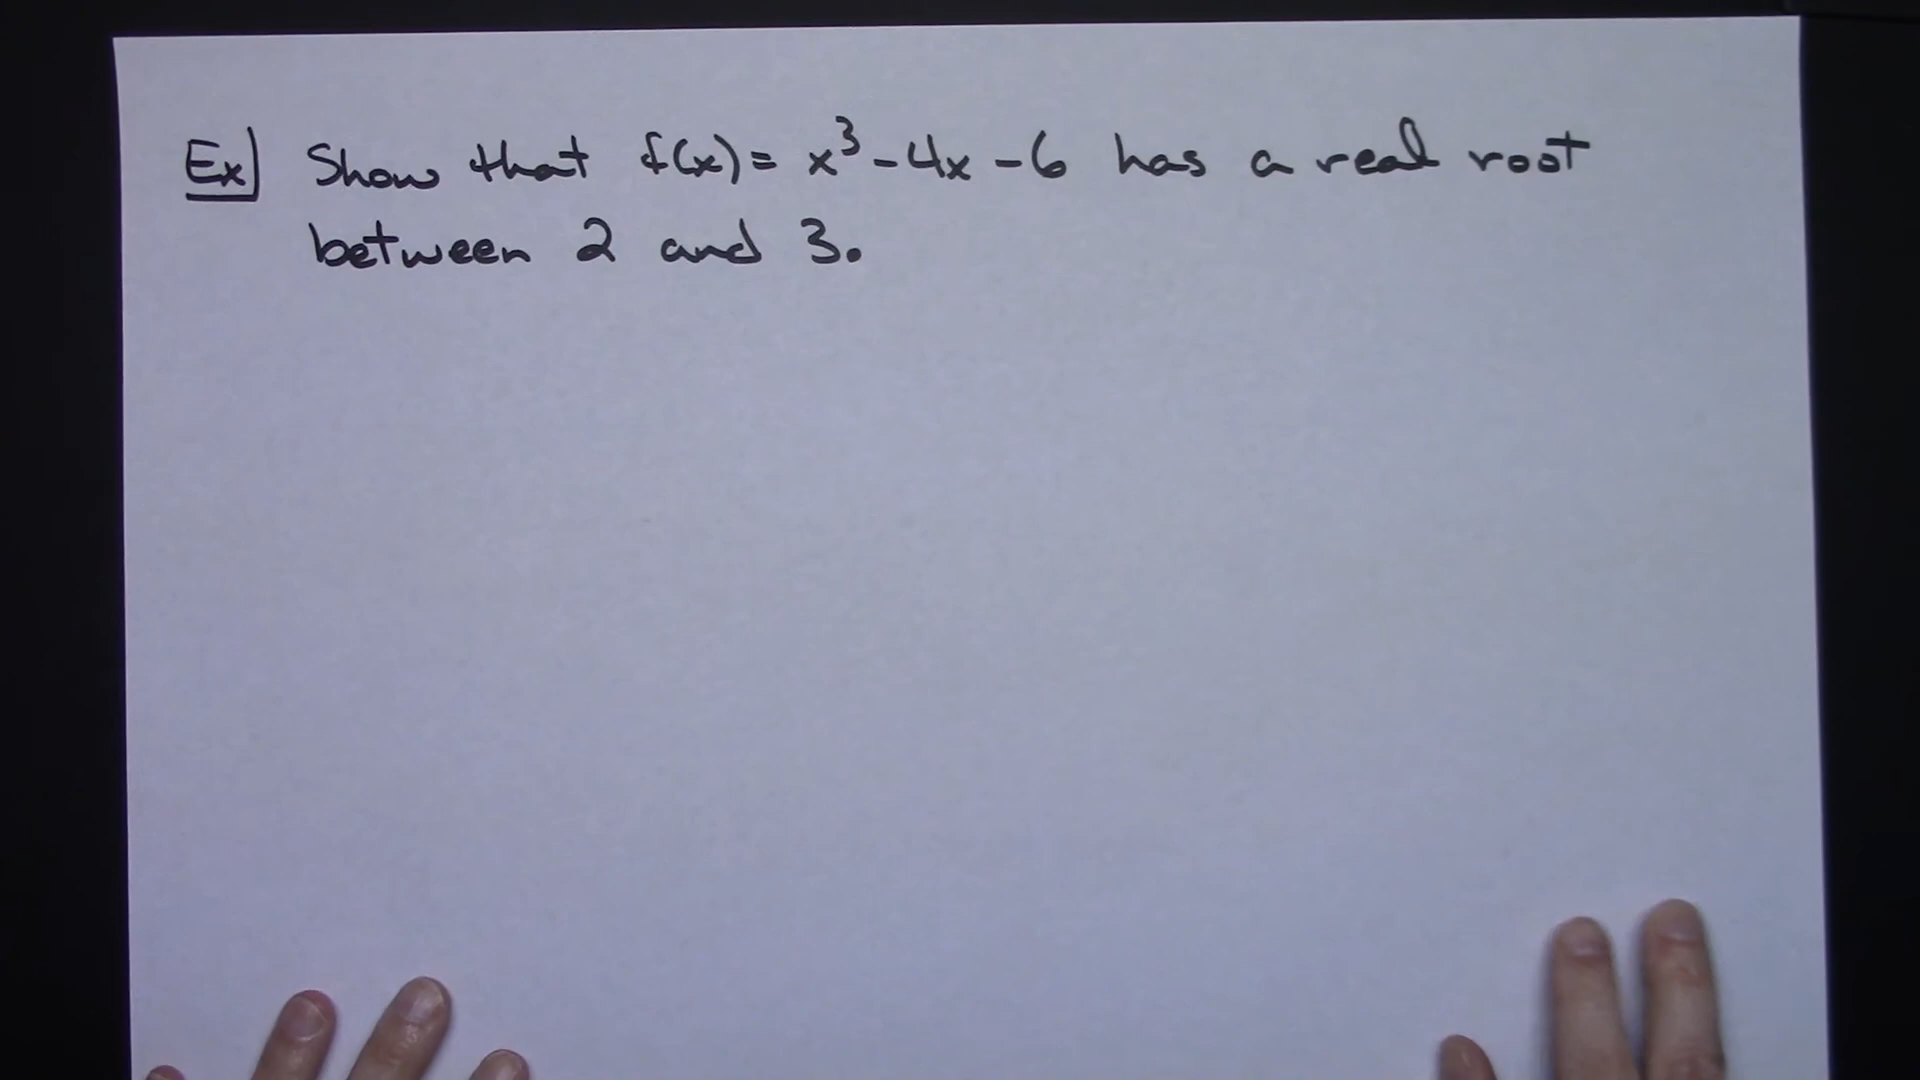 Ex) Show that f(x) = x³ - 4x - 6 has a real root
between 2 and 3.